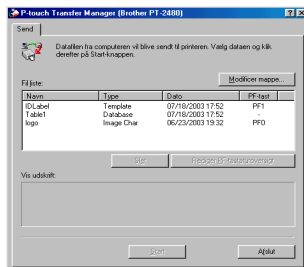 P-touch Transfer Manager (Brother PT-2480)
Send
Datafilen fra computeren vil blive sendt til printeren. Vælg dataen og klik
derefter på Start-knappen.
Fil liste:
Modificer mappe...
Navn Type Dato PF-tast
IDLabel Template 07/18/2003 17:52 PF1
Table1 Database 07/18/2003 17:52 -
logo Image Char 06/23/2003 19:32 PF0
Slet
Rediger PF-tastaturoversigt
Vis udskrift:
Start
Afslut